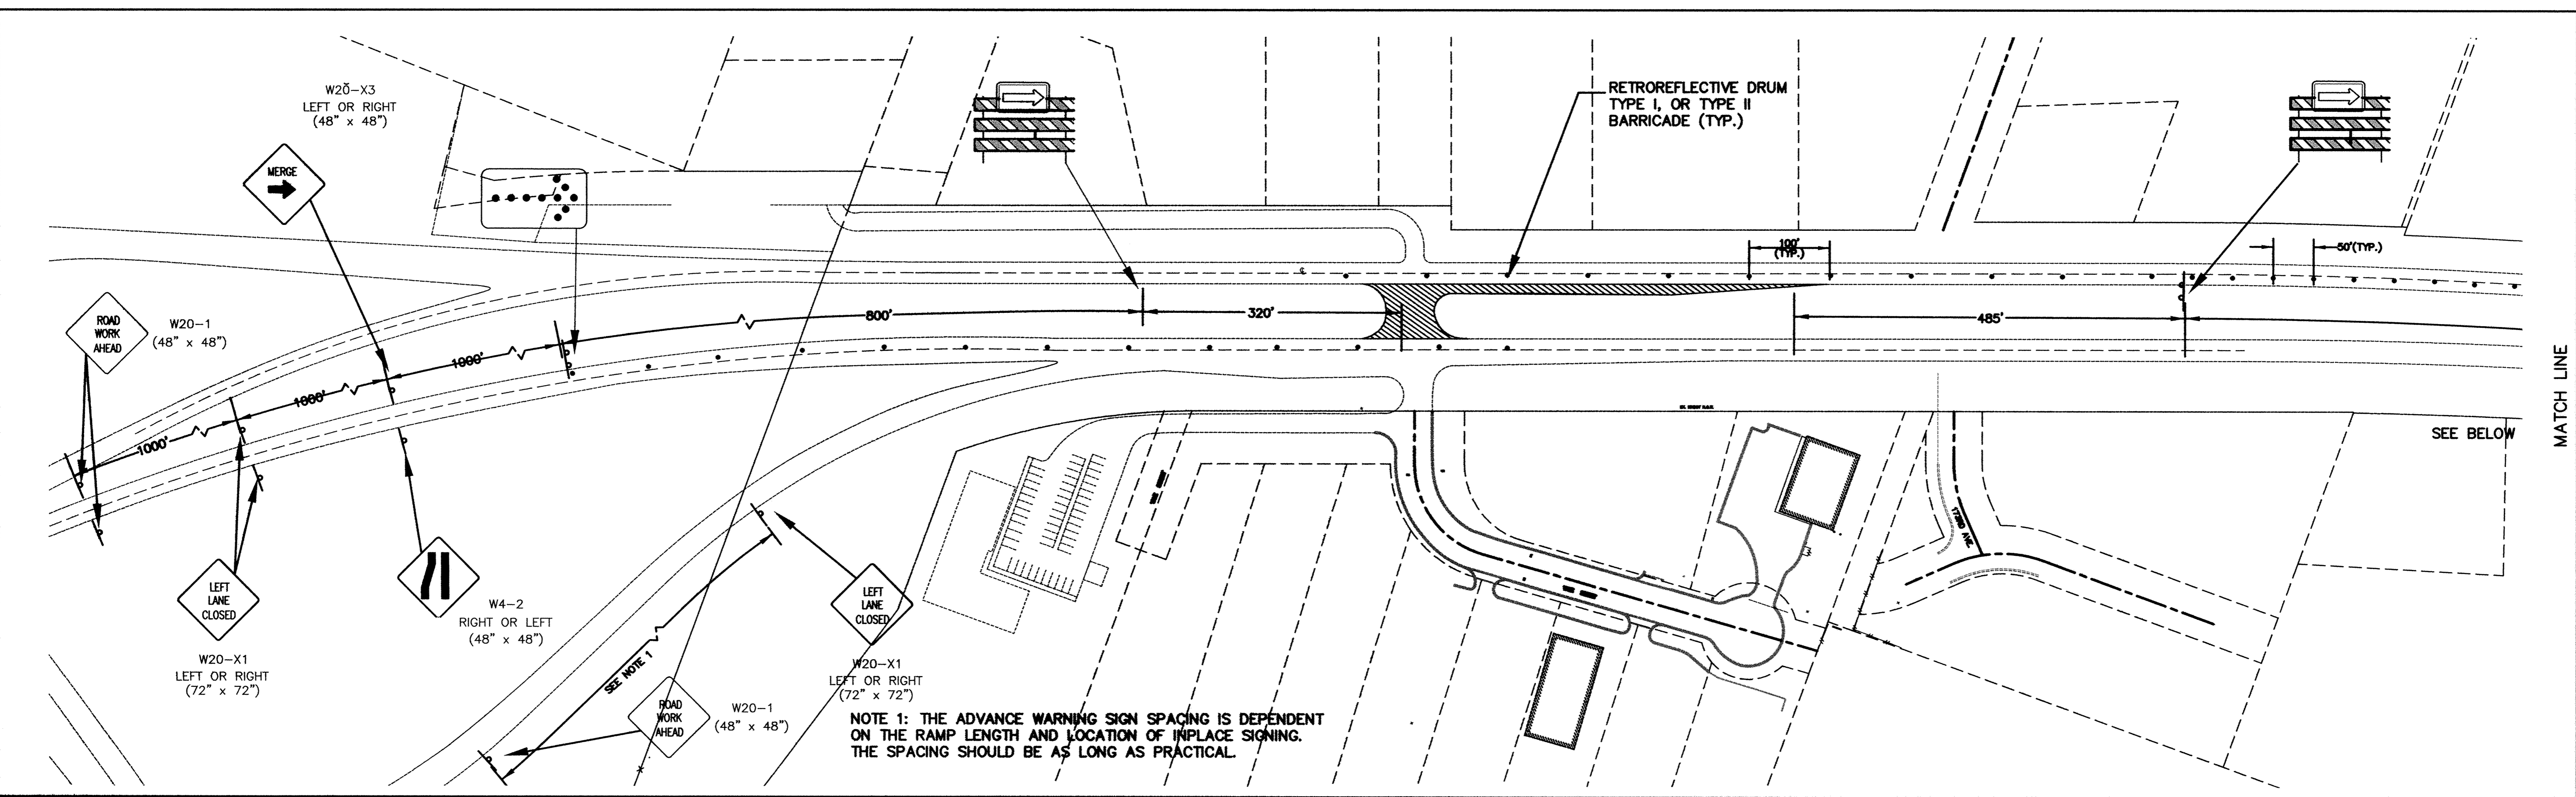 W20-X3
LEFT OR RIGHT
(48" x 48")
MERGE
RETROREFLECTIVE DRUM
TYPE I, OR TYPE II
BARRICADE (TYP.)
100'
(TYP.)
50'(TYP.)
ROAD
WORK
AHEAD
W20-1
(48" x 48")
1000'
1000'
1000'
800'
320'
485'
MATCH LINE
SEE BELOW
LEFT
LANE
CLOSED
W20-X1
LEFT OR RIGHT
(72" x 72")
W4-2
RIGHT OR LEFT
(48" x 48")
SEE NOTE 1
LEFT
LANE
CLOSED
W20-X1
LEFT OR RIGHT
(72" x 72")
ROAD
WORK
AHEAD
W20-1
(48" x 48")
173RD AVE.
NOTE 1: THE ADVANCE WARNING SIGN SPACING IS DEPENDENT
ON THE RAMP LENGTH AND LOCATION OF INPLACE SIGNING.
THE SPACING SHOULD BE AS LONG AS PRACTICAL.